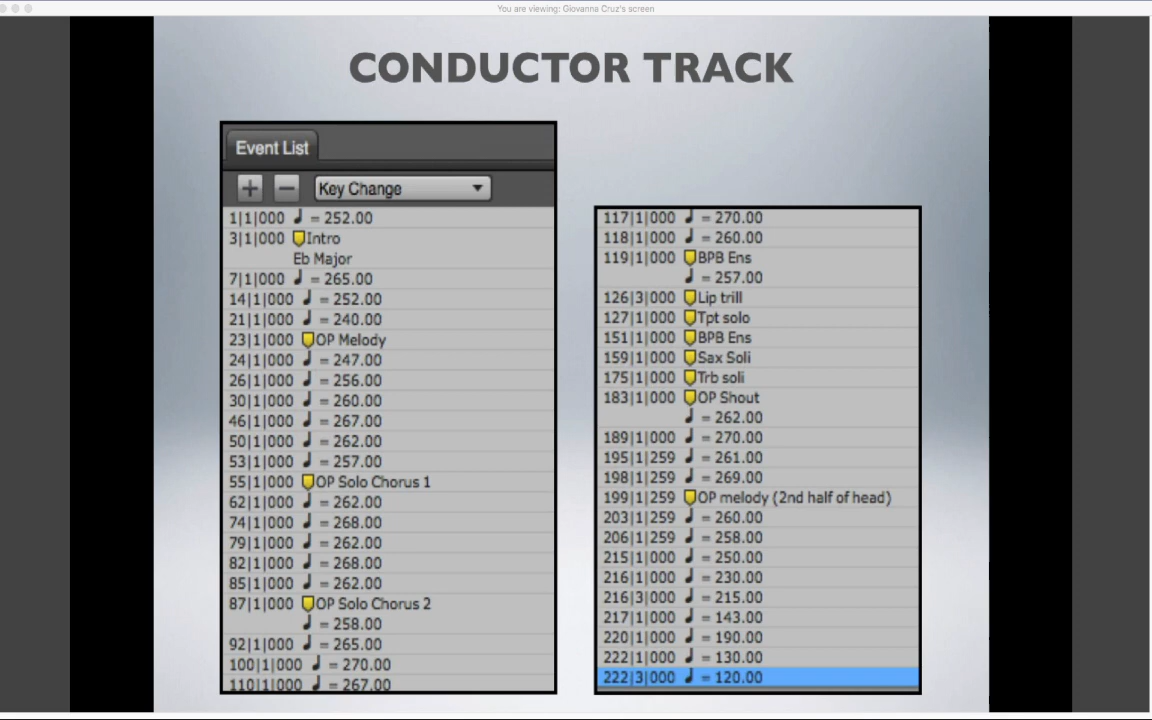 You are viewing: Giovanna Cruz's screen
CONDUCTOR TRACK
Event List
+ − Key Change
1|1|000 ♩ = 252.00
3|1|000 Intro
Eb Major
7|1|000 ♩ = 265.00
14|1|000 ♩ = 252.00
21|1|000 ♩ = 240.00
23|1|000 OP Melody
24|1|000 ♩ = 247.00
26|1|000 ♩ = 256.00
30|1|000 ♩ = 260.00
46|1|000 ♩ = 267.00
50|1|000 ♩ = 262.00
53|1|000 ♩ = 257.00
55|1|000 OP Solo Chorus 1
62|1|000 ♩ = 262.00
74|1|000 ♩ = 268.00
79|1|000 ♩ = 262.00
82|1|000 ♩ = 268.00
85|1|000 ♩ = 262.00
87|1|000 OP Solo Chorus 2
♩ = 258.00
92|1|000 ♩ = 265.00
100|1|000 ♩ = 270.00
110|1|000 ♩ = 267.00
117|1|000 ♩ = 270.00
118|1|000 ♩ = 260.00
119|1|000 BPB Ens
♩ = 257.00
126|3|000 Lip trill
127|1|000 Tpt solo
151|1|000 BPB Ens
159|1|000 Sax Soli
175|1|000 Trb soli
183|1|000 OP Shout
♩ = 262.00
189|1|000 ♩ = 270.00
195|1|259 ♩ = 261.00
198|1|259 ♩ = 269.00
199|1|259 OP melody (2nd half of head)
203|1|259 ♩ = 260.00
206|1|259 ♩ = 258.00
215|1|000 ♩ = 250.00
216|1|000 ♩ = 230.00
216|3|000 ♩ = 215.00
217|1|000 ♩ = 143.00
220|1|000 ♩ = 190.00
222|1|000 ♩ = 130.00
222|3|000 ♩ = 120.00